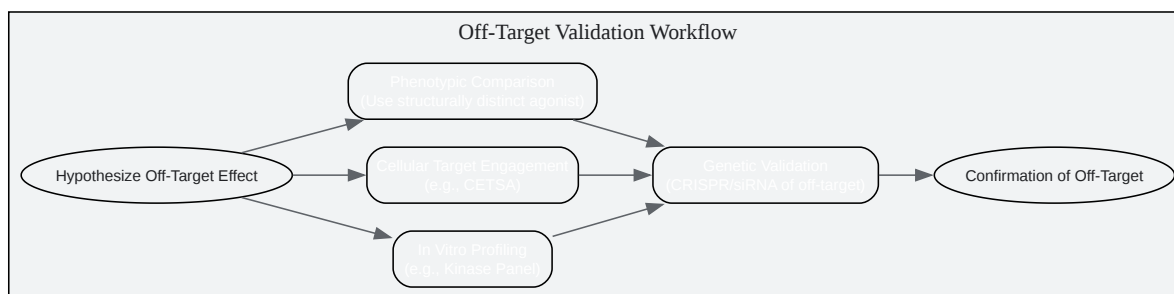 Off-Target Validation Workflow
Phenotypic Comparison
(Use structurally distinct agonist)
Hypothesize Off-Target Effect
Cellular Target Engagement
(e.g., CETSA)
Genetic Validation
(CRISPR/siRNA of off-target)
Confirmation of Off-Target
In Vitro Profiling
(e.g., Kinase Panel)